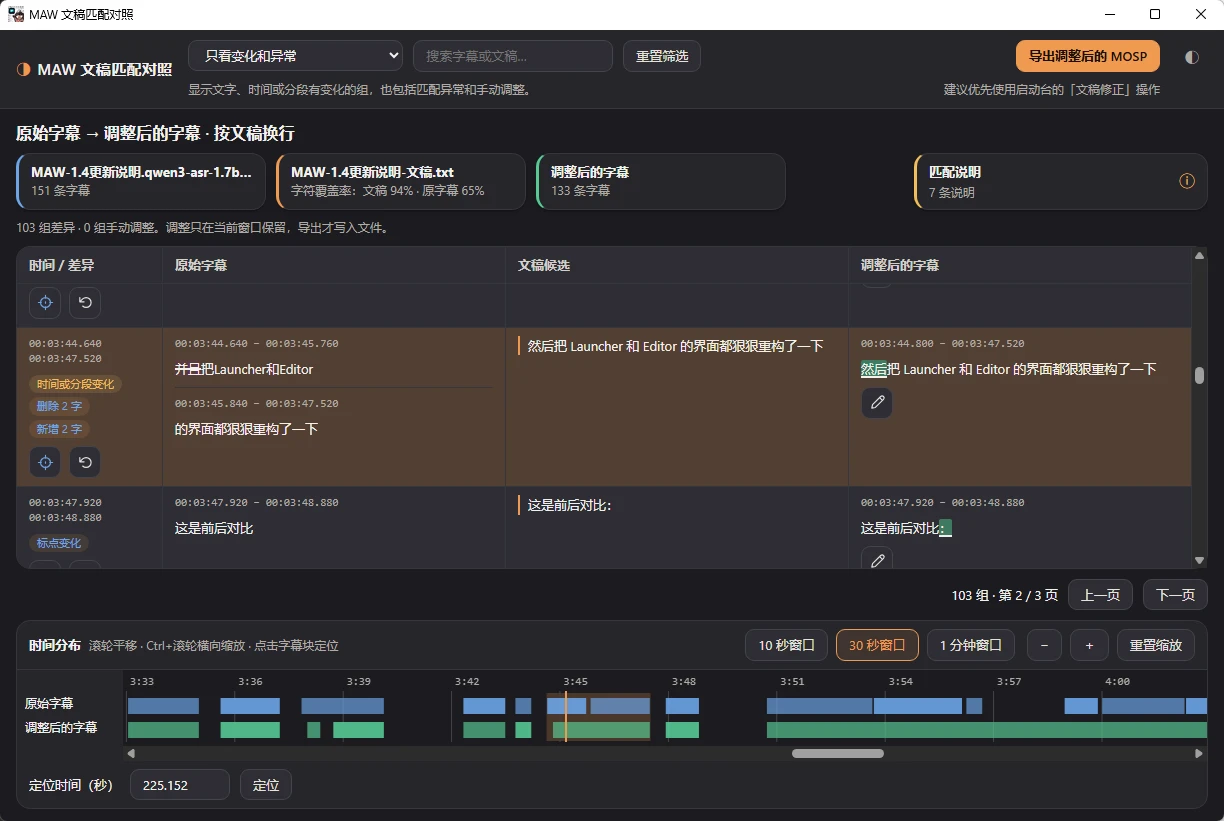 MAW 文稿匹配对照
MAW 文稿匹配对照
只看变化和异常
搜索字幕或文稿...
重置筛选
导出调整后的 MOSP
显示文字、时间或分段有变化的组，也包括匹配异常和手动调整。
建议优先使用启动台的「文稿修正」操作
原始字幕 → 调整后的字幕 · 按文稿换行
MAW-1.4更新说明.qwen3-asr-1.7b...
151 条字幕
MAW-1.4更新说明-文稿.txt
字符覆盖率：文稿 94% · 原字幕 65%
调整后的字幕
133 条字幕
匹配说明
7 条说明
103 组差异 · 0 组手动调整。调整只在当前窗口保留，导出才写入文件。
时间 / 差异
原始字幕
文稿候选
调整后的字幕
00:03:44.640
00:03:47.520
时间或分段变化
删除 2 字
新增 2 字
00:03:44.640 – 00:03:45.760
并且把Launcher和Editor
00:03:45.840 – 00:03:47.520
的界面都狠狠重构了一下
然后把 Launcher 和 Editor 的界面都狠狠重构了一下
00:03:44.800 – 00:03:47.520
然后把 Launcher 和 Editor 的界面都狠狠重构了一下
00:03:47.920
00:03:48.880
标点变化
00:03:47.920 – 00:03:48.880
这是前后对比
这是前后对比：
00:03:47.920 – 00:03:48.880
这是前后对比：
103 组 · 第 2 / 3 页
上一页
下一页
时间分布
滚轮平移 · Ctrl+滚轮横向缩放 · 点击字幕块定位
10 秒窗口
30 秒窗口
1 分钟窗口
−
+
重置缩放
3:33 3:36 3:39 3:42 3:45 3:48 3:51 3:54 3:57 4:00
原始字幕
调整后的字幕
定位时间（秒）
225.152
定位